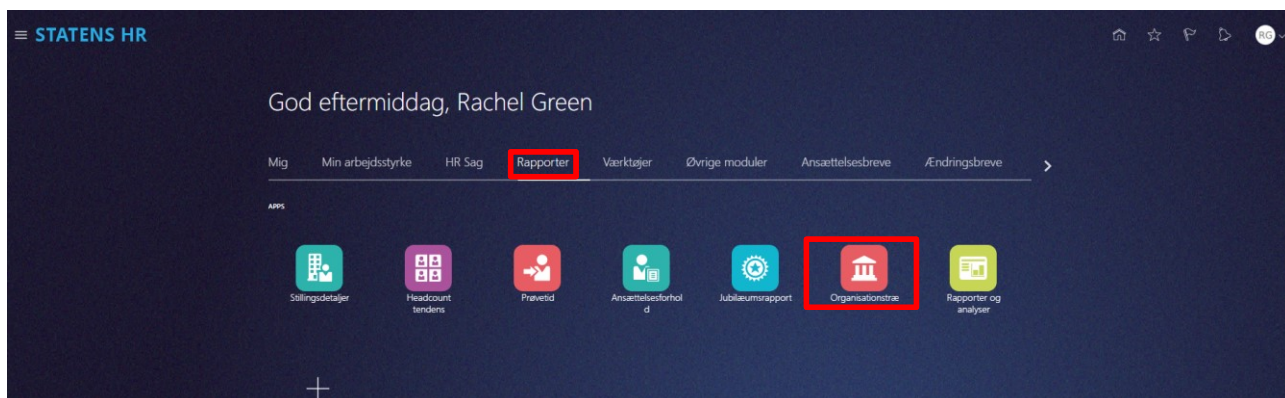 STATENS HR
RG
God eftermiddag, Rachel Green
Mig Min arbejdsstyrke HR Sag Rapporter Værktøjer Øvrige moduler Ansættelsesbreve Ændringsbreve
APPS
Stillingsdetaljer
Headcount
tendens
Prøvetid
Ansættelsesforhol
d
Jubilæumsrapport
Organisationstræ
Rapporter og
analyser